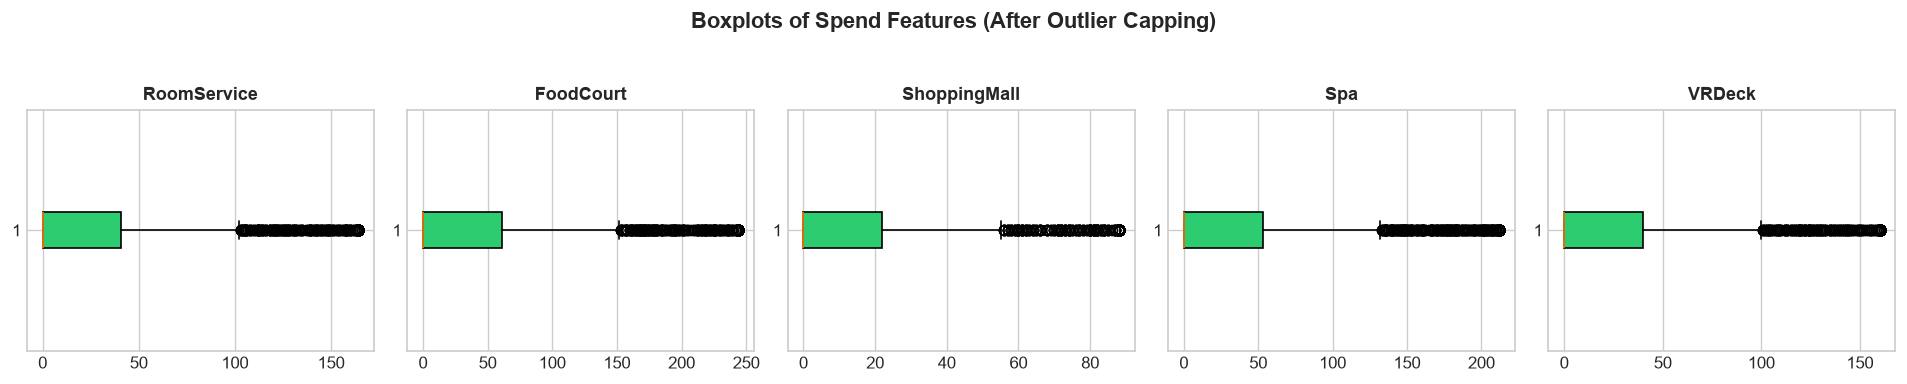 Boxplots of Spend Features (After Outlier Capping)
RoomService
FoodCourt
ShoppingMall
Spa
VRDeck
1
1
1
1
1
0 50 100 150
0 50 100 150 200 250
0 20 40 60 80
0 50 100 150 200
0 50 100 150